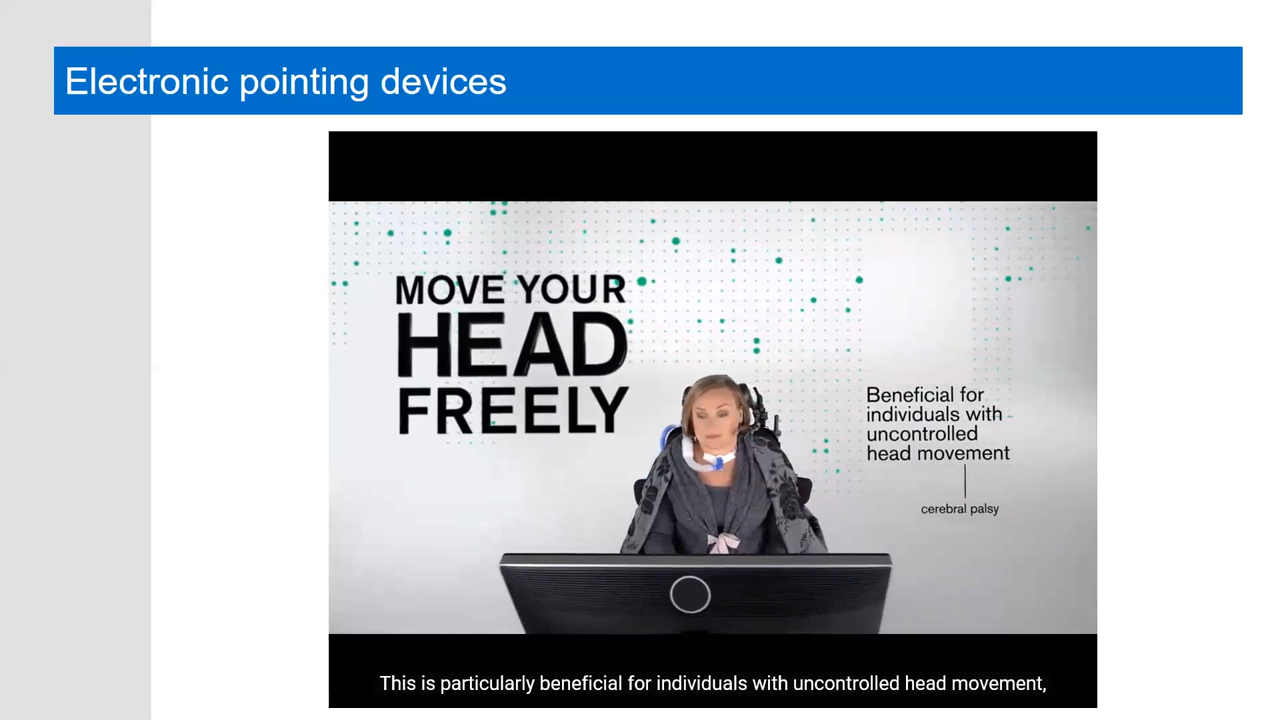 Electronic pointing devices
MOVE YOUR
HEAD
FREELY
Beneficial for
individuals with
uncontrolled
head movement
cerebral palsy
This is particularly beneficial for individuals with uncontrolled head movement,